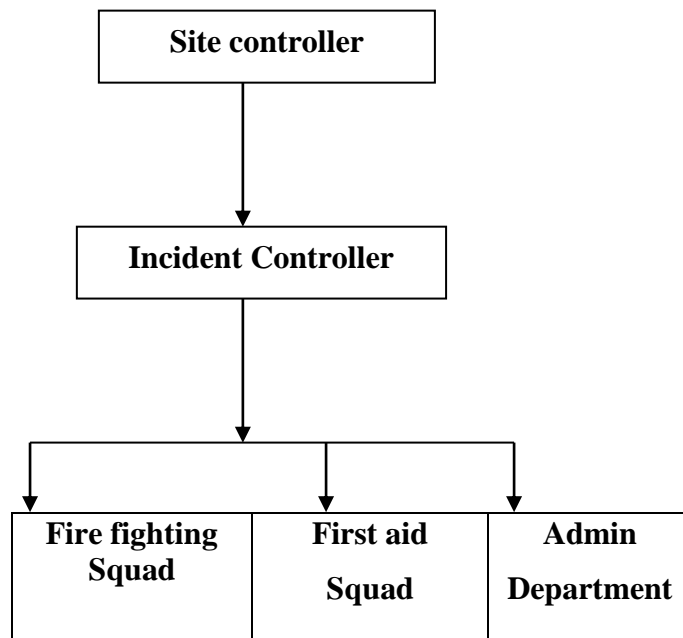 Site controller
Incident Controller
Fire fighting
Squad
First aid
Squad
Admin
Department